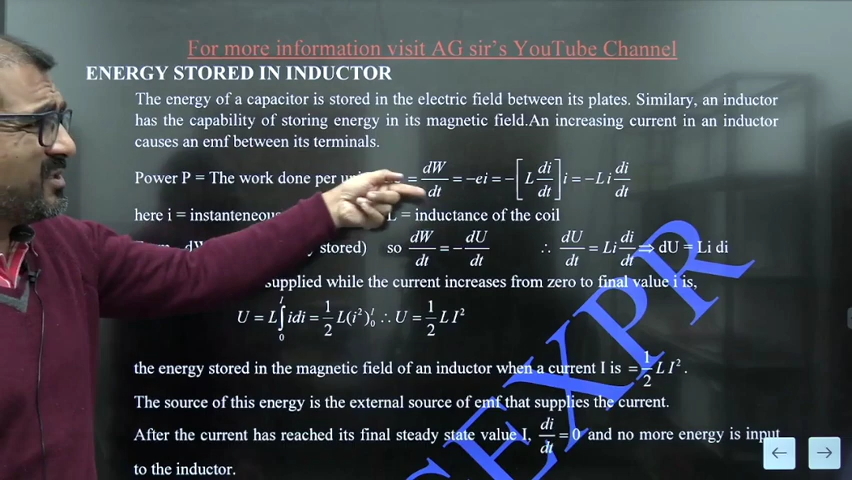 For more information visit AG sir's YouTube Channel
ENERGY STORED IN INDUCTOR
The energy of a capacitor is stored in the electric field between its plates. Similary, an inductor
has the capability of storing energy in its magnetic field.An increasing current in an inductor
causes an emf between its terminals.
Power P = The work done per = dW/dt = −ei = −[L di/dt] i = −Li di/dt
here i = instanteneous L = inductance of the coil
stored) so dW/dt = −dU/dt ∴ dU/dt = Li di/dt ⇒ dU = Li di
supplied while the current increases from zero to final value i is,
U = L ∫₀ᴵ idi = 1/2 L(i²)₀ᴵ ∴ U = 1/2 L I²
the energy stored in the magnetic field of an inductor when a current I is = 1/2 L I².
The source of this energy is the external source of emf that supplies the current.
After the current has reached its final steady state value I, di/dt = 0 and no more energy is input
to the inductor.
CEXPR